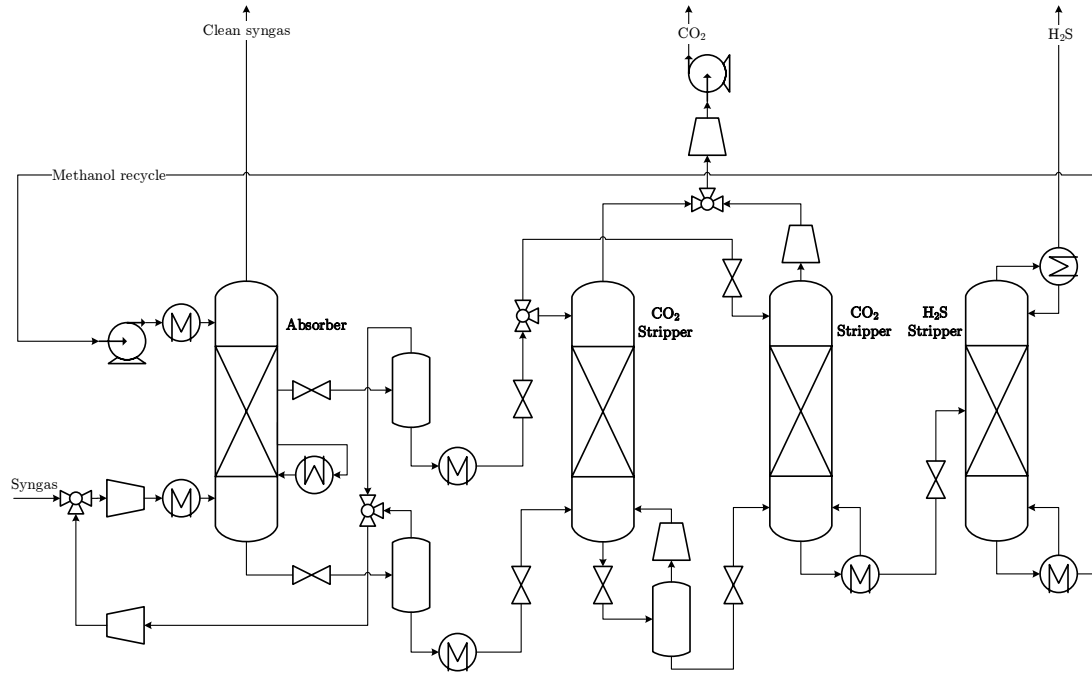 Clean syngas
CO₂
H₂S
Methanol recycle
Absorber
CO₂
Stripper
CO₂
Stripper
H₂S
Stripper
Syngas